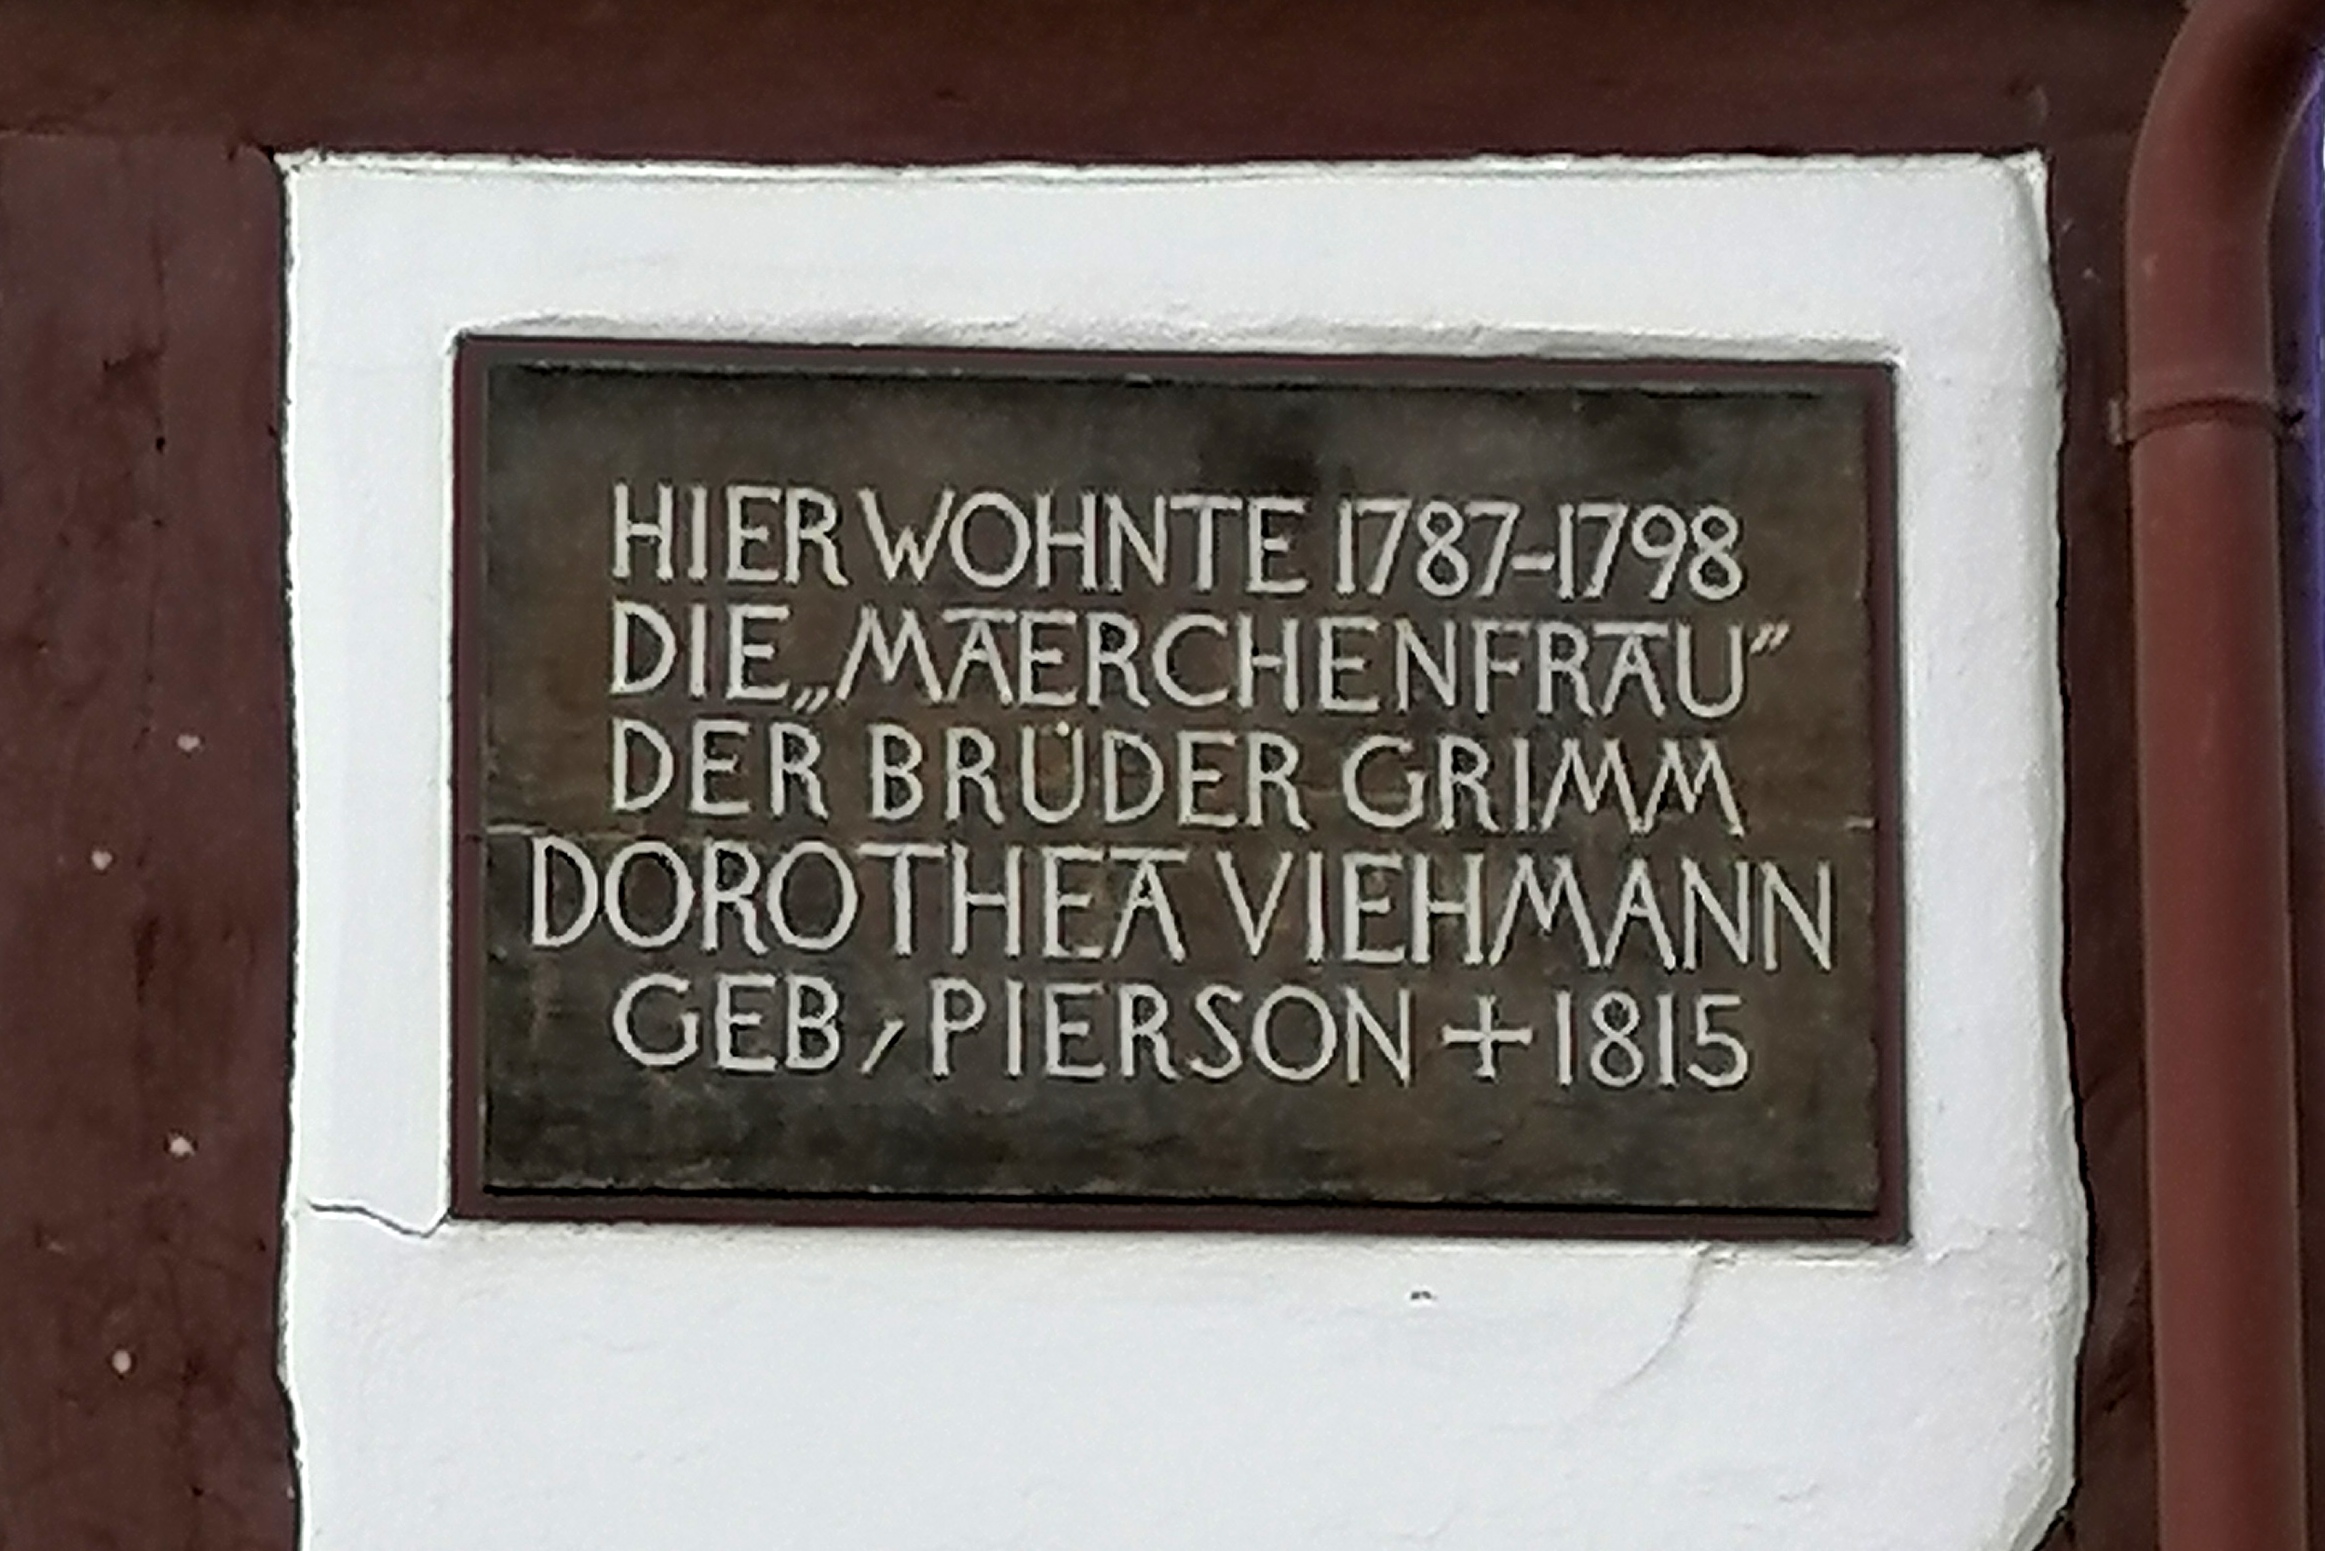 HIER WOHNTE 1787-1798
DIE „MAERCHENFRAU"
DER BRÜDER GRIMM
DOROTHEA VIEHMANN
GEB, PIERSON + 1815